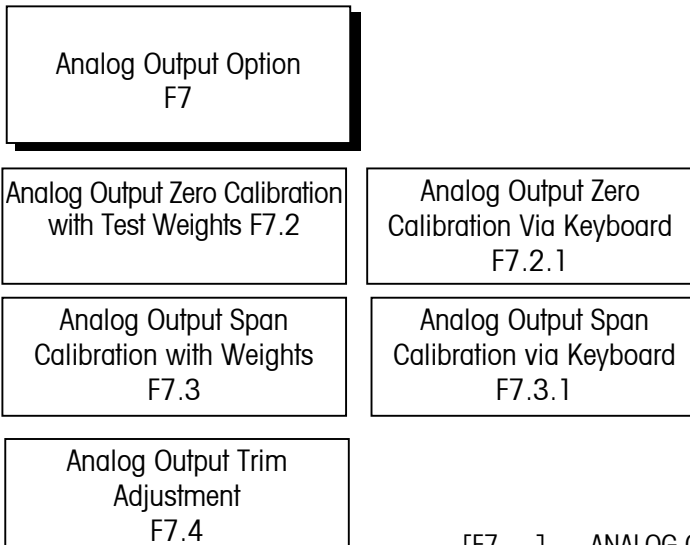 Analog Output Option
F7
Analog Output Zero Calibration
with Test Weights F7.2
Analog Output Zero
Calibration Via Keyboard
F7.2.1
Analog Output Span
Calibration with Weights
F7.3
Analog Output Span
Calibration via Keyboard
F7.3.1
Analog Output Trim
Adjustment
F7.4
[F7 ] ANALOG